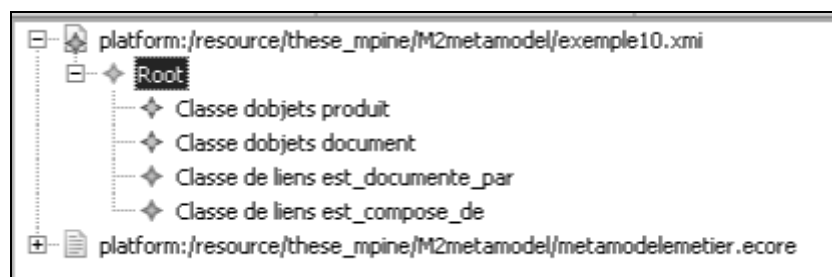 platform:/resource/these_mpine/M2metamodel/exemple10.xmi
Root
Classe dobjets produit
Classe dobjets document
Classe de liens est_documente_par
Classe de liens est_compose_de
platform:/resource/these_mpine/M2metamodel/metamodelemetier.ecore